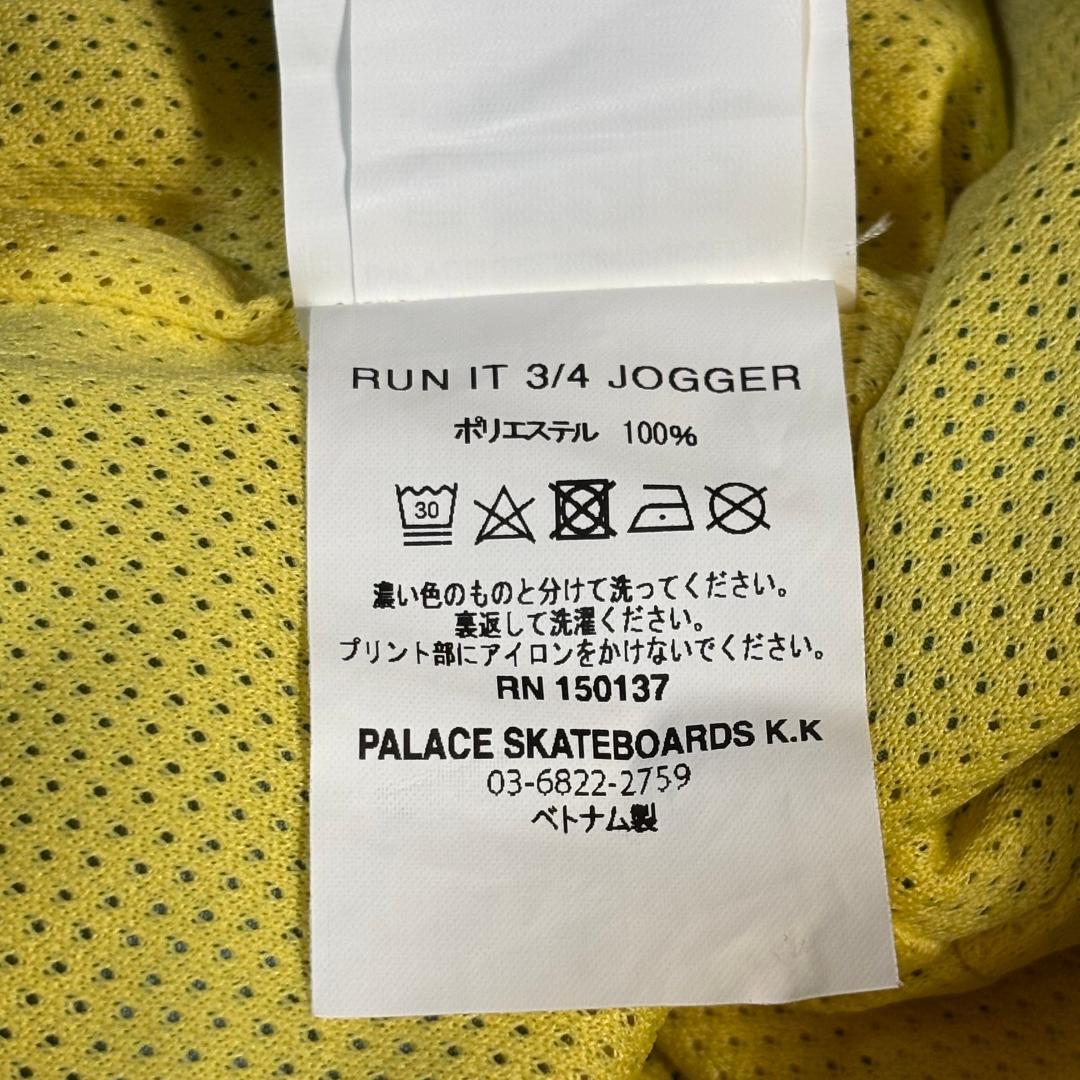 RUN IT 3/4 JOGGER
ポリエステル 100%
30
濃い色のものと分けて洗ってください。
裏返して洗濯ください。
プリント部にアイロンをかけないでください。
RN 150137
PALACE SKATEBOARDS K.K
03-6822-2759
ベトナム製